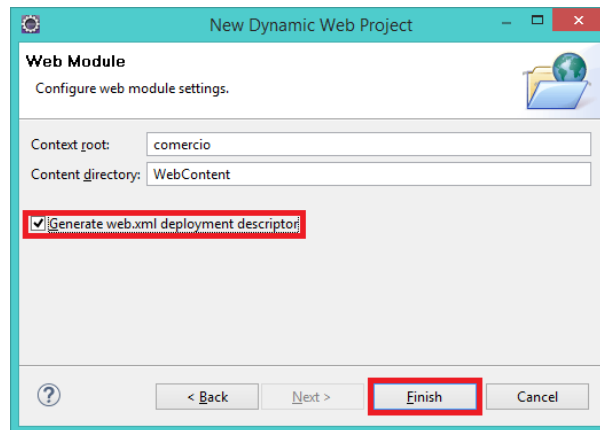 New Dynamic Web Project
Web Module
Configure web module settings.
Context root: comercio
Content directory: WebContent
Generate web.xml deployment descriptor
< Back Next > Finish Cancel